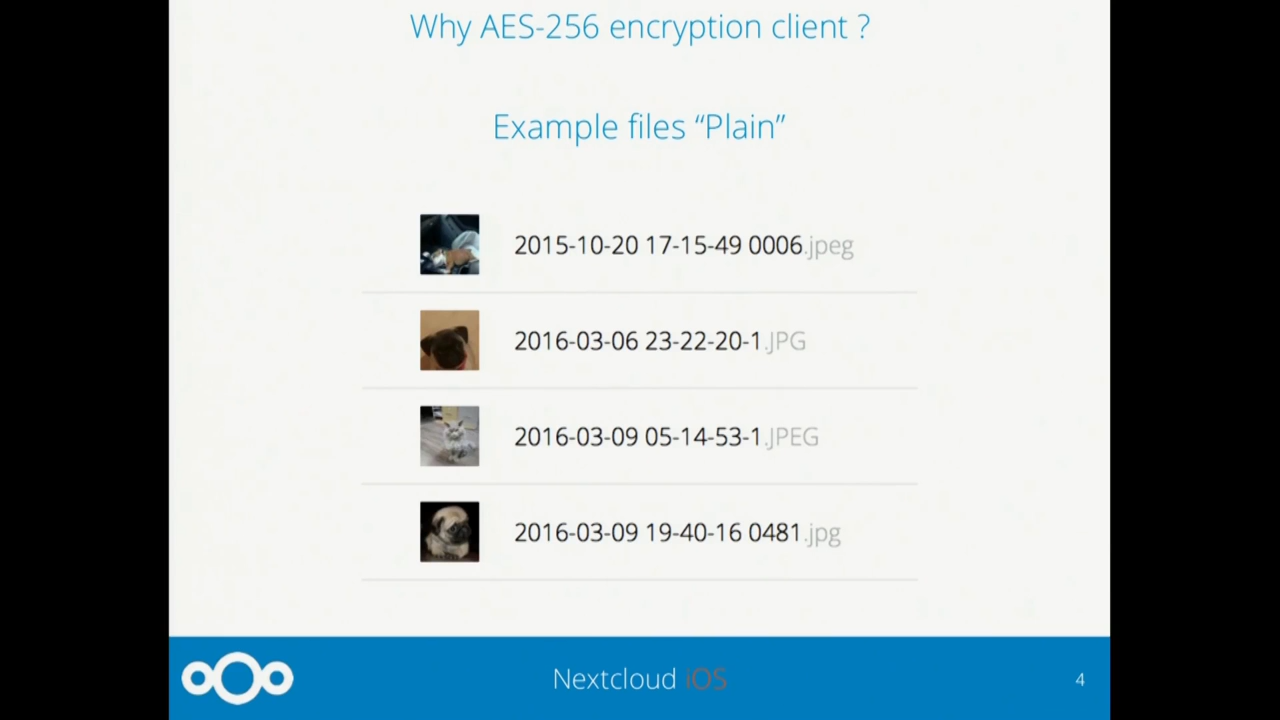 Why AES-256 encryption client ?
Example files “Plain”
2015-10-20 17-15-49 0006.jpeg
2016-03-06 23-22-20-1.JPG
2016-03-09 05-14-53-1.JPEG
2016-03-09 19-40-16 0481.jpg
Nextcloud iOS
4